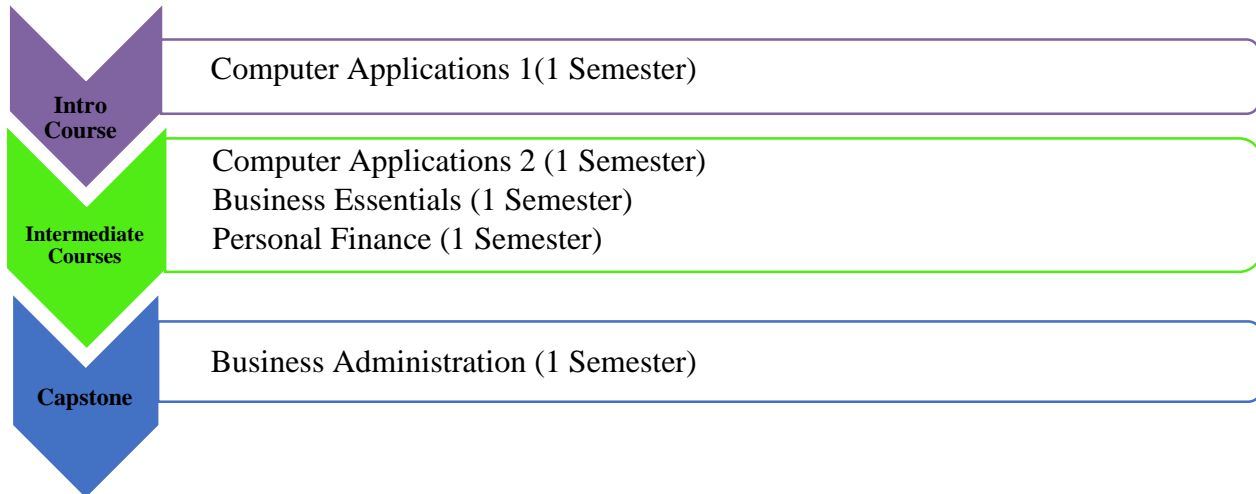 Intro
Course
Computer Applications 1(1 Semester)
Intermediate
Courses
Computer Applications 2 (1 Semester)
Business Essentials (1 Semester)
Personal Finance (1 Semester)
Capstone
Business Administration (1 Semester)